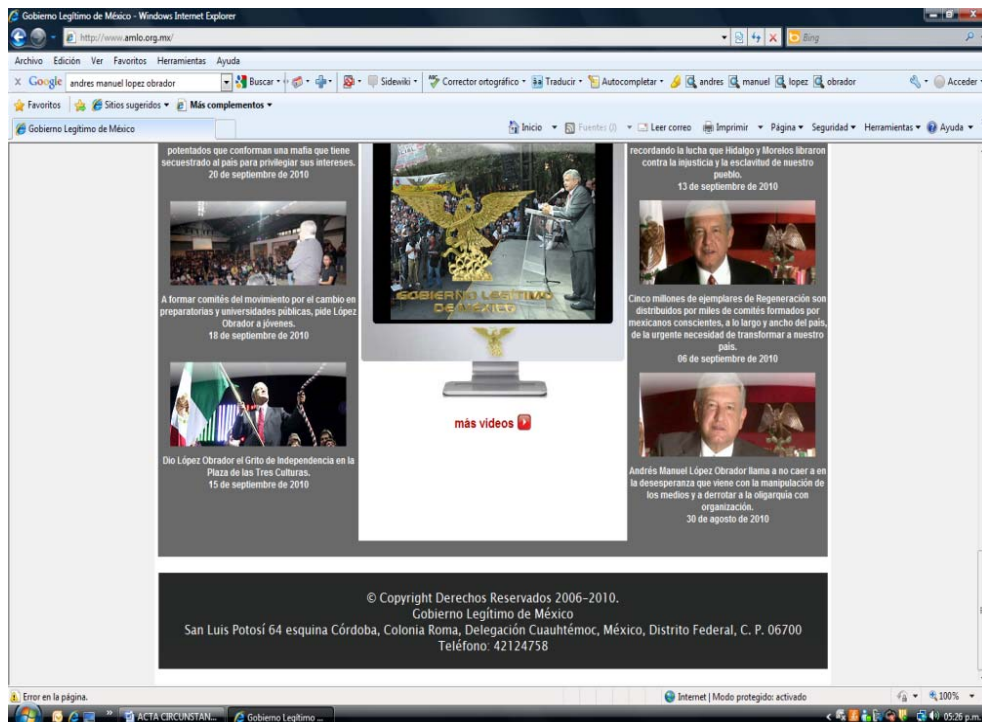 Gobierno Legítimo de México - Windows Internet Explorer
http://www.amlo.org.mx/
Bing
Archivo Edición Ver Favoritos Herramientas Ayuda
Google andres manuel lopez obrador Buscar Sidewiki Corrector ortográfico Traducir Autocompletar andres manuel lopez obrador Acceder
Favoritos Sitios sugeridos Más complementos
Gobierno Legítimo de México
Inicio Fuentes (J) Leer correo Imprimir Página Seguridad Herramientas Ayuda
potentados que conforman una mafia que tiene
secuestrado al país para privilegiar sus intereses.
20 de septiembre de 2010
A formar comités del movimiento por el cambio en
preparatorias y universidades públicas, pide López
Obrador a jóvenes.
18 de septiembre de 2010
Dio López Obrador el Grito de Independencia en la
Plaza de las Tres Culturas.
15 de septiembre de 2010
GOBIERNO LEGITIMO
DE MEXICO
más videos
recordando la lucha que Hidalgo y Morelos libraron
contra la injusticia y la esclavitud de nuestro
pueblo.
13 de septiembre de 2010
Cinco millones de ejemplares de Regeneración son
distribuidos por miles de comités formados por
mexicanos conscientes, a lo largo y ancho del país,
de la urgente necesidad de transformar a nuestro
país.
06 de septiembre de 2010
Andrés Manuel López Obrador llama a no caer a en
la desesperanza que viene con la manipulación de
los medios y a derrotar a la oligarquía con
organización.
30 de agosto de 2010
© Copyright Derechos Reservados 2006-2010.
Gobierno Legítimo de México
San Luis Potosí 64 esquina Córdoba, Colonia Roma, Delegación Cuauhtémoc, México, Distrito Federal, C. P. 06700
Teléfono: 42124758
Error en la página.
Internet | Modo protegido: activado
100%
ACTA CIRCUNSTAN...
Gobierno Legítimo ...
05:26 p.m.